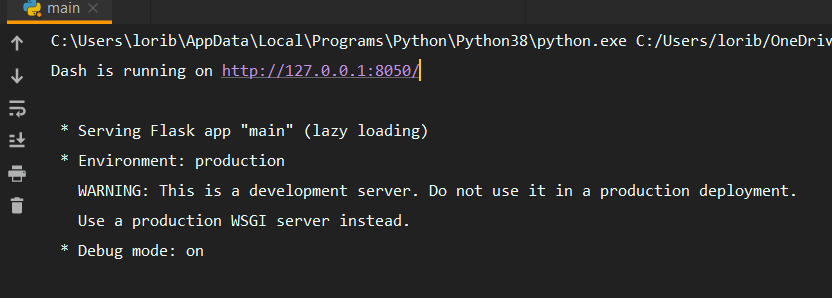 main
C:\Users\lorib\AppData\Local\Programs\Python\Python38\python.exe C:/Users/lorib/OneDriv
Dash is running on http://127.0.0.1:8050/
* Serving Flask app "main" (lazy loading)
* Environment: production
WARNING: This is a development server. Do not use it in a production deployment.
Use a production WSGI server instead.
* Debug mode: on